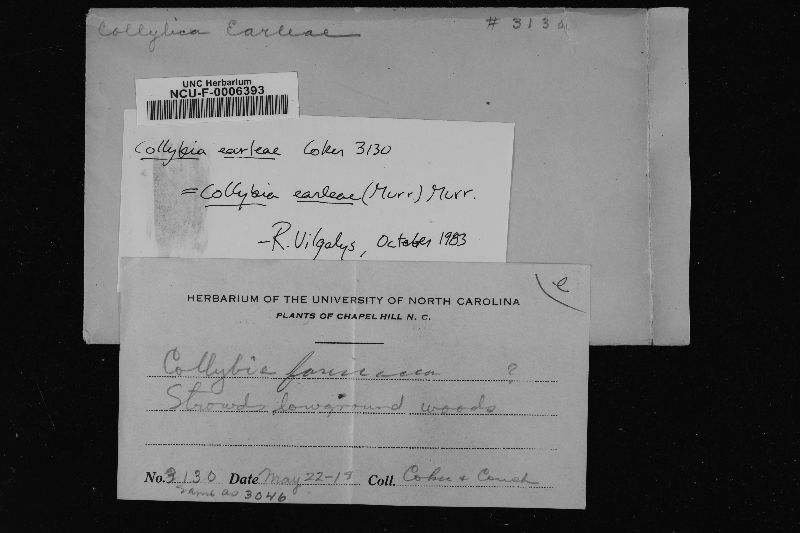 Collybia Earleae # 3130
UNC Herbarium
NCU-F-0006393
Collybia earleae Coker 3130
= Collybia earleae (Murr.) Murr.
- R. Vilgalys, October 1983
e
HERBARIUM OF THE UNIVERSITY OF NORTH CAROLINA
PLANTS OF CHAPEL HILL N. C.
Collybia farinacea ?
Strowds lowground woods
No. 3130 Date May 22-19 Coll. Coker & Couch
same as 3046